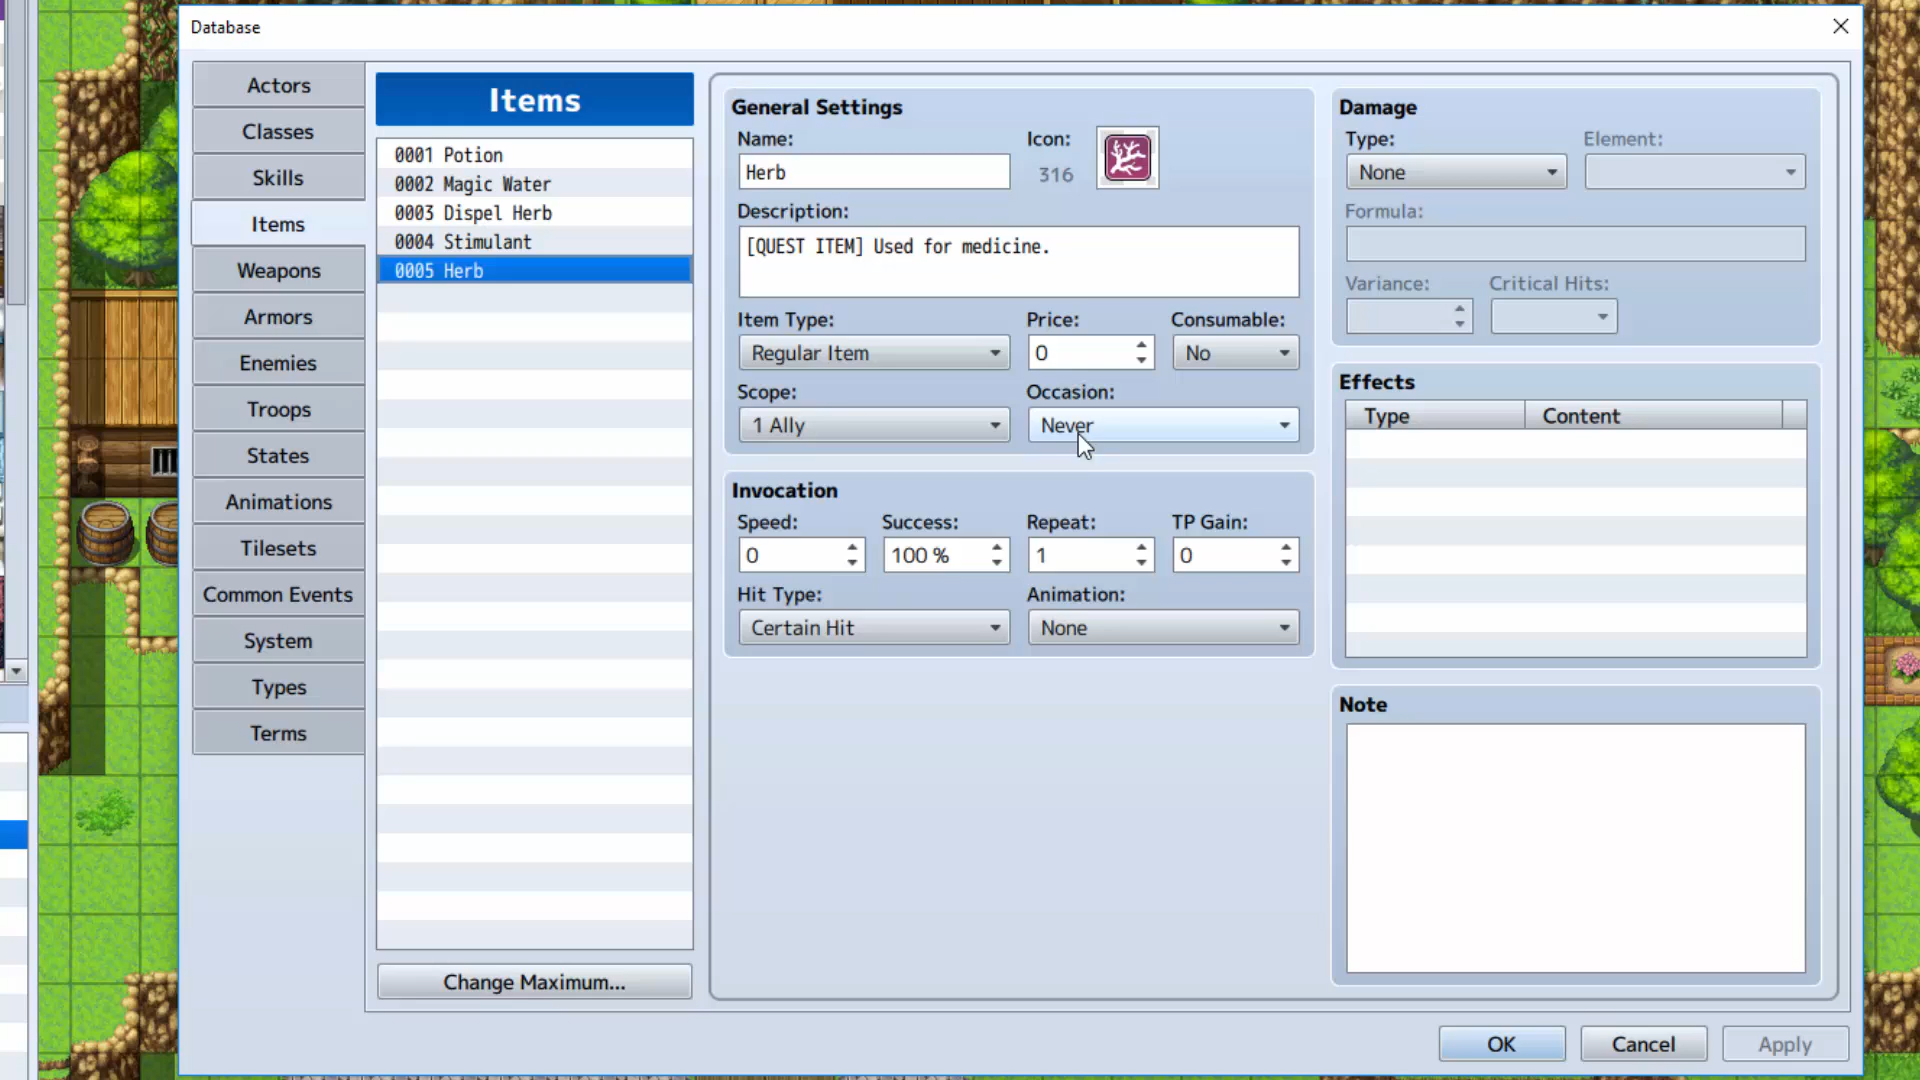 Database
Actors
Classes
Skills
Items
Weapons
Armors
Enemies
Troops
States
Animations
Tilesets
Common Events
System
Types
Terms
Items
0001 Potion
0002 Magic Water
0003 Dispel Herb
0004 Stimulant
0005 Herb
Change Maximum...
General Settings
Name:
Icon:
Herb
316
Description:
[QUEST ITEM] Used for medicine.
Item Type:
Price:
Consumable:
Regular Item
0
No
Scope:
Occasion:
1 Ally
Never
Invocation
Speed:
Success:
Repeat:
TP Gain:
0
100 %
1
0
Hit Type:
Animation:
Certain Hit
None
Damage
Type:
Element:
None
Formula:
Variance:
Critical Hits:
Effects
Type
Content
Note
OK
Cancel
Apply